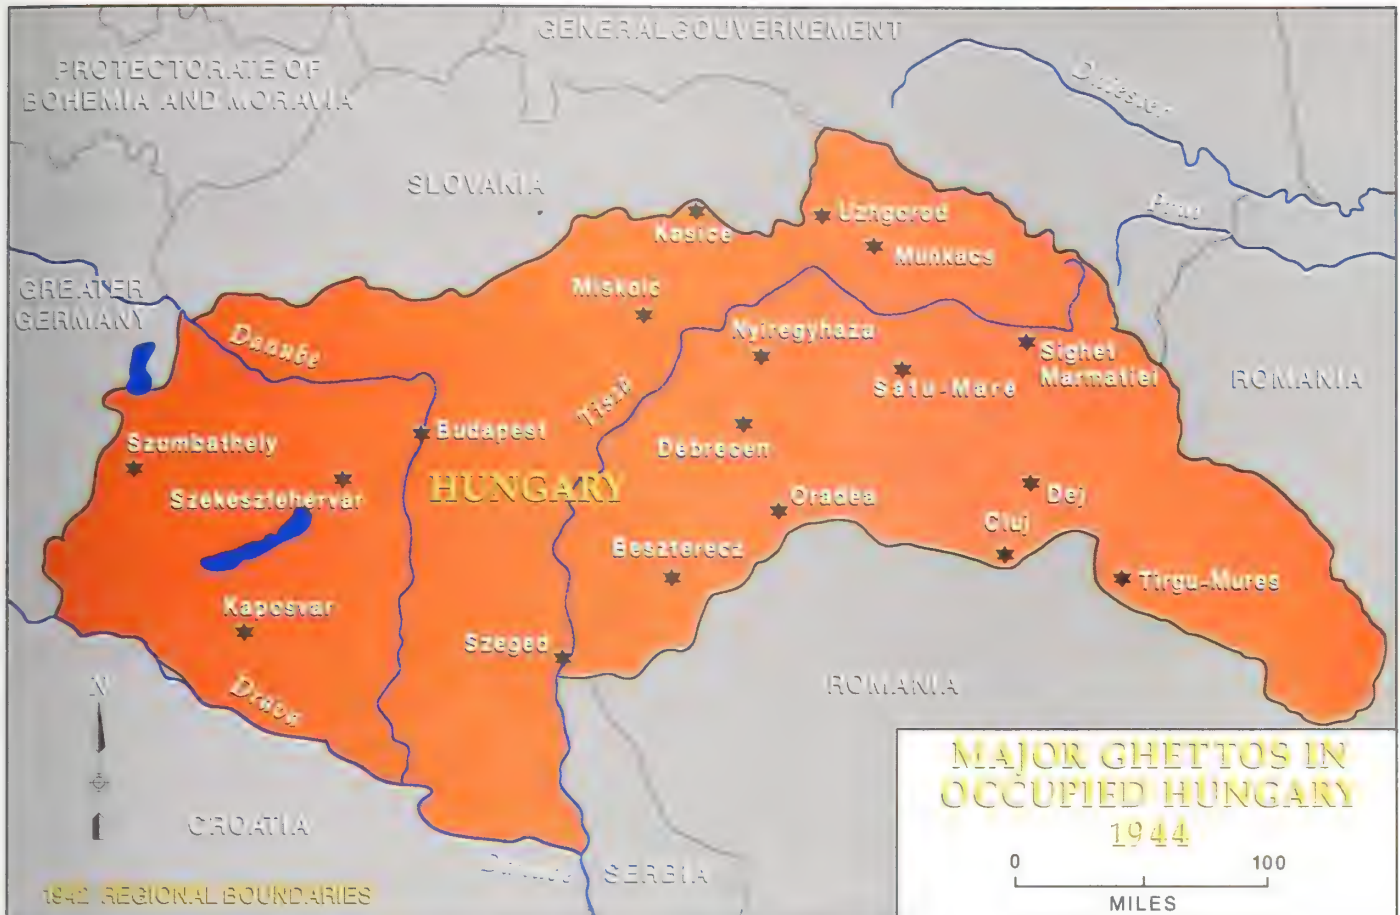 GENERALGOUVERNEMENT
PROTECTORATE OF
BOHEMIA AND MORAVIA
Dniester
SLOVAKIA
Prut
Kasice
Uzhgorod
Munkacs
GREATER
GERMANY
Miskolc
Danube
Nyiregyhaza
Sighet
Marmatiei
Satu-Mare
ROMANIA
Tisza
Szombathely
Budapest
Debrecen
Szekesztehervar
HUNGARY
Oradea
Dej
Cluj
Beszterecz
Tirgu-Mures
Kaposvar
Szeged
N
Drava
ROMANIA
MAJOR GHETTOS IN
OCCUPIED HUNGARY
1944
CROATIA
Danube
SERBIA
0 100
MILES
1942 REGIONAL BOUNDARIES